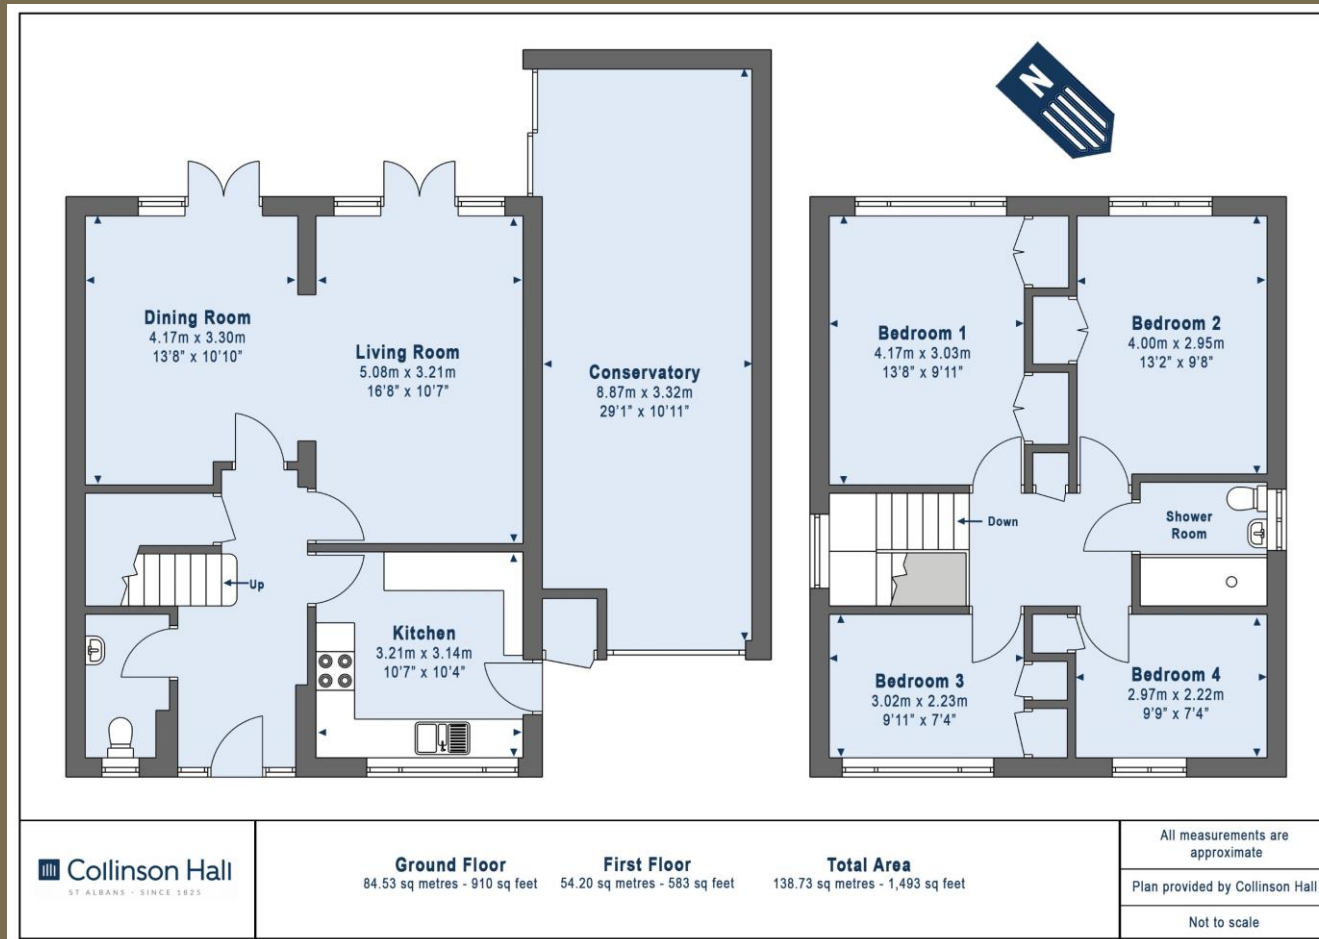 N
Dining Room
4.17m x 3.30m
13'8" x 10'10"
Living Room
5.08m x 3.21m
16'8" x 10'7"
Conservatory
8.87m x 3.32m
29'1" x 10'11"
Up
Kitchen
3.21m x 3.14m
10'7" x 10'4"
Bedroom 1
4.17m x 3.03m
13'8" x 9'11"
Bedroom 2
4.00m x 2.95m
13'2" x 9'8"
Down
Shower
Room
Bedroom 3
3.02m x 2.23m
9'11" x 7'4"
Bedroom 4
2.97m x 2.22m
9'9" x 7'4"
Collinson Hall
ST ALBANS - SINCE 1825
Ground Floor
84.53 sq metres - 910 sq feet
First Floor
54.20 sq metres - 583 sq feet
Total Area
138.73 sq metres - 1,493 sq feet
All measurements are
approximate
Plan provided by Collinson Hall
Not to scale